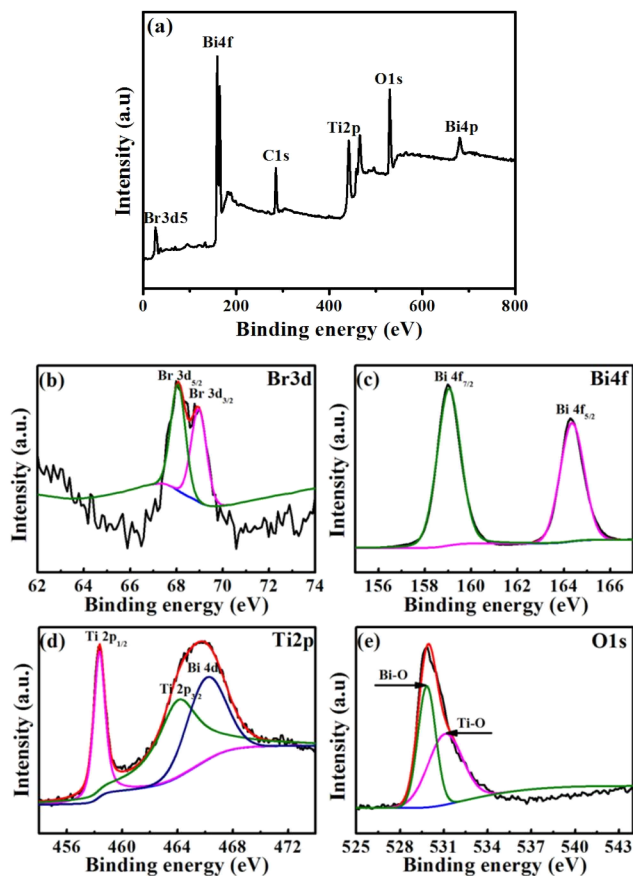 (a)
Bi4f
O1s
Ti2p
Bi4p
C1s
Br3d5
Intensity (a.u)
0 200 400 600 800
Binding energy (eV)
(b)
Br 3d5/2
Br 3d3/2
Br3d
Intensity (a.u.)
62 64 66 68 70 72 74
Binding energy (eV)
(c)
Bi 4f7/2
Bi4f
Bi 4f5/2
Intensity (a.u.)
156 158 160 162 164 166
Binding energy (eV)
(d)
Ti 2p1/2
Ti2p
Bi 4d
Ti 2p3/2
Intensity (a.u.)
456 460 464 468 472
Binding energy (eV)
(e)
O1s
Bi-O
Ti-O
Intensity (a.u.)
525 528 531 534 537 540 543
Binding energy (eV)